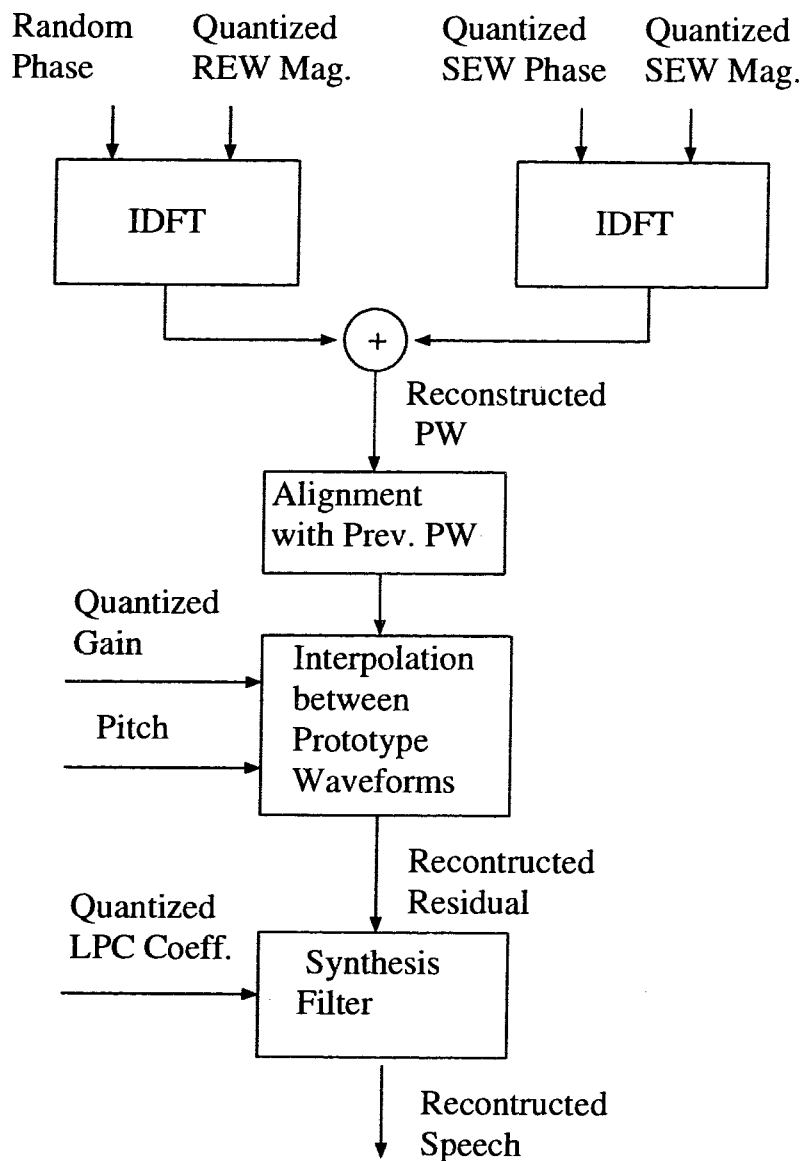 Random
Phase
Quantized
REW Mag.
Quantized
SEW Phase
Quantized
SEW Mag.
IDFT
IDFT
+
Reconstructed
PW
Alignment
with Prev. PW
Quantized
Gain
Pitch
Interpolation
between
Prototype
Waveforms
Recontructed
Residual
Quantized
LPC Coeff.
Synthesis
Filter
Reconstructed
Speech